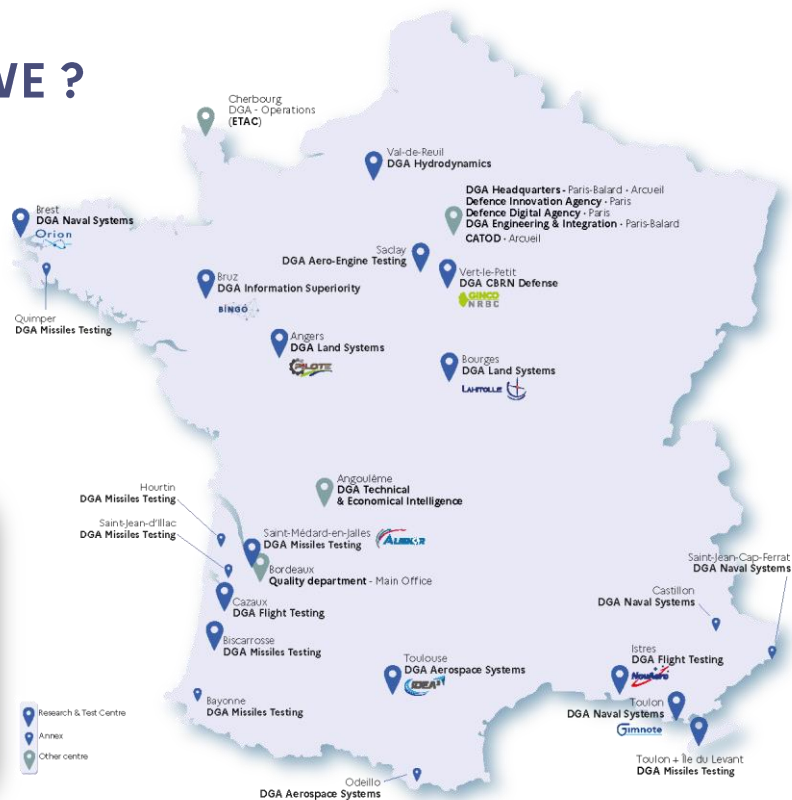 WE ?
Cherbourg
DGA - Operations
(ETAC)
Val-de-Reuil
DGA Hydrodynamics
DGA Headquarters - Paris-Balard - Arcueil
Defence Innovation Agency - Paris
Defence Digital Agency - Paris
DGA Engineering & Integration - Paris-Balard
CATOD - Arcueil
Brest
DGA Naval Systems
Orion
Saclay
DGA Aero-Engine Testing
Vert-le-Petit
DGA CBRN Defense
GINCO
NRBC
Bruz
DGA Information Superiority
BINGO
Quimper
DGA Missiles Testing
Angers
DGA Land Systems
PILOTE
Bourges
DGA Land Systems
LAHITOLLE
Angoulème
DGA Technical
& Economical Intelligence
Hourtin
DGA Missiles Testing
Saint-Jean-d'Illac
DGA Missiles Testing
Saint-Médard-en-Jalles
DGA Missiles Testing
Bordeaux
Quality department - Main Office
Cazaux
DGA Flight Testing
Biscarrosse
DGA Missiles Testing
Bayonne
DGA Missiles Testing
Toulouse
DGA Aerospace Systems
IDEA³
Odeillo
DGA Aerospace Systems
Saint-Jean-Cap-Ferrat
DGA Naval Systems
Castillon
DGA Naval Systems
Istres
DGA Flight Testing
NouAero
Toulon
DGA Naval Systems
Gimnote
Toulon + Île du Levant
DGA Missiles Testing
Research & Test Centre
Annex
Other centre